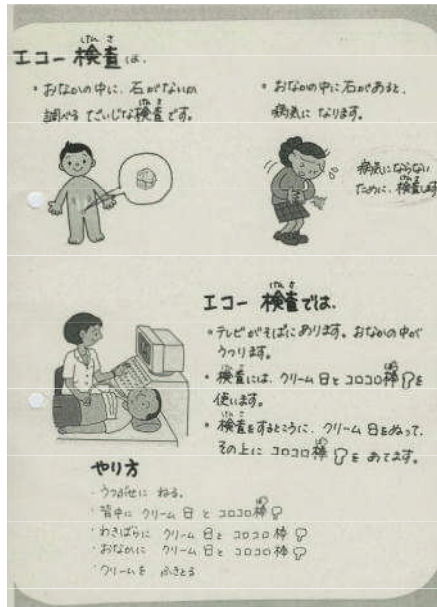 エコー検査は、
・おなかの中に、石がないか
調べる だいじな検査です。
・おなかの中に石があると、
病気に なります。
病気にならない
ために、検査します
エコー 検査では、
・テレビがそばにあります。おなかの中が
うつります。
・検査には、クリームとコロコロ棒を
使います。
・検査をするところに、クリームをぬって、
その上に コロコロ棒を あてます。
やり方
・うつぶせに ねる。
・背中に クリームとコロコロ棒
・わきばらに クリームとコロコロ棒
・おなかに クリームとコロコロ棒
・クリームを ふきとる